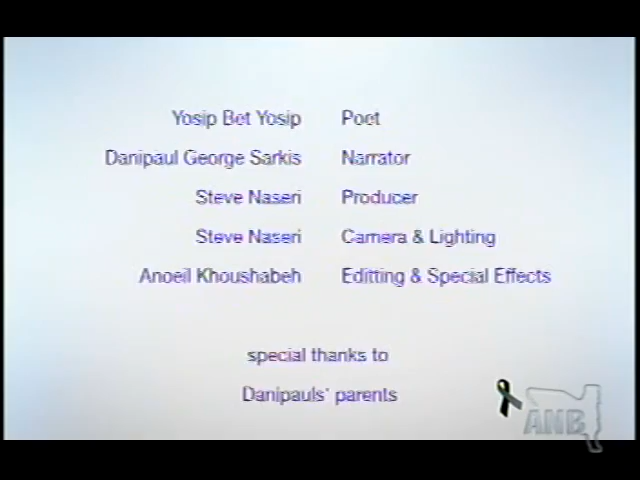 Yosip Bet Yosip Poet
Danipaul George Sarkis Narrator
Steve Naseri Producer
Steve Naseri Camera & Lighting
Anoeil Khoushabeh Editting & Special Effects
special thanks to
Danipauls' parents
ANB